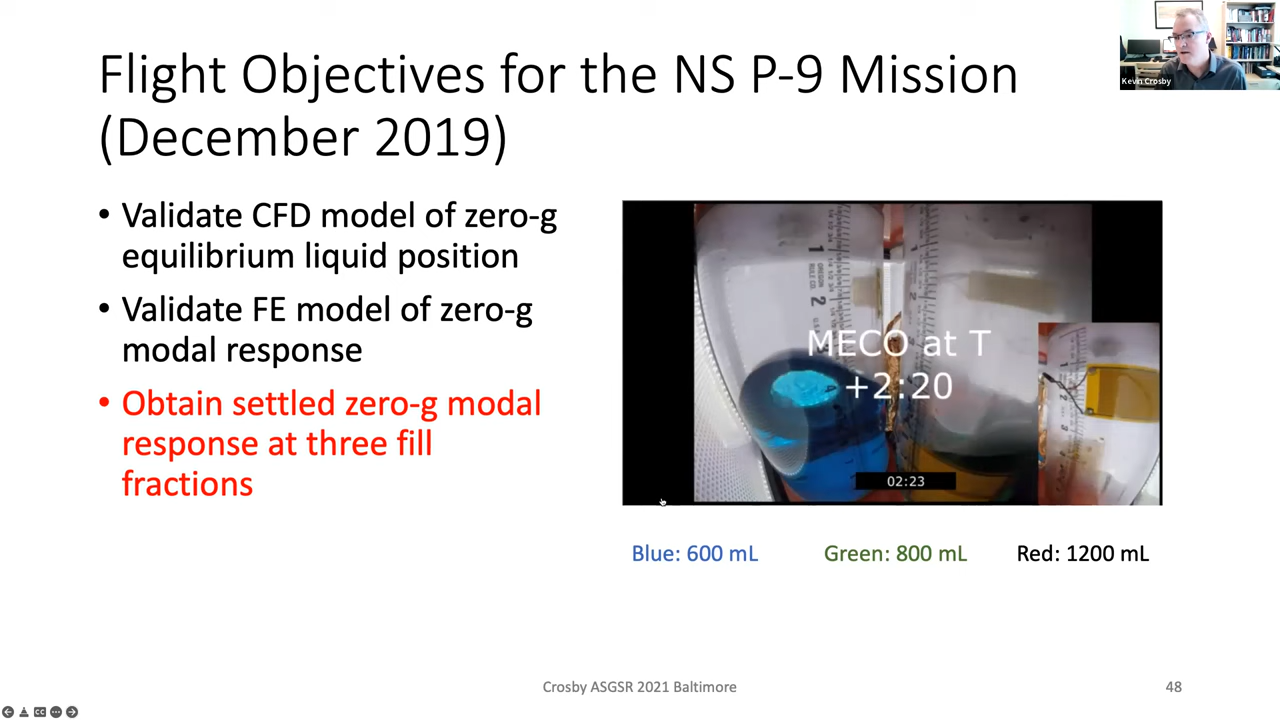 Flight Objectives for the NS P-9 Mission
(December 2019)
Kevin Crosby
• Validate CFD model of zero-g
equilibrium liquid position
• Validate FE model of zero-g
modal response
• Obtain settled zero-g modal
response at three fill
fractions
1
2
MECO at T
+2:20
02:23
Blue: 600 mL
Green: 800 mL
Red: 1200 mL
Crosby ASGSR 2021 Baltimore
48